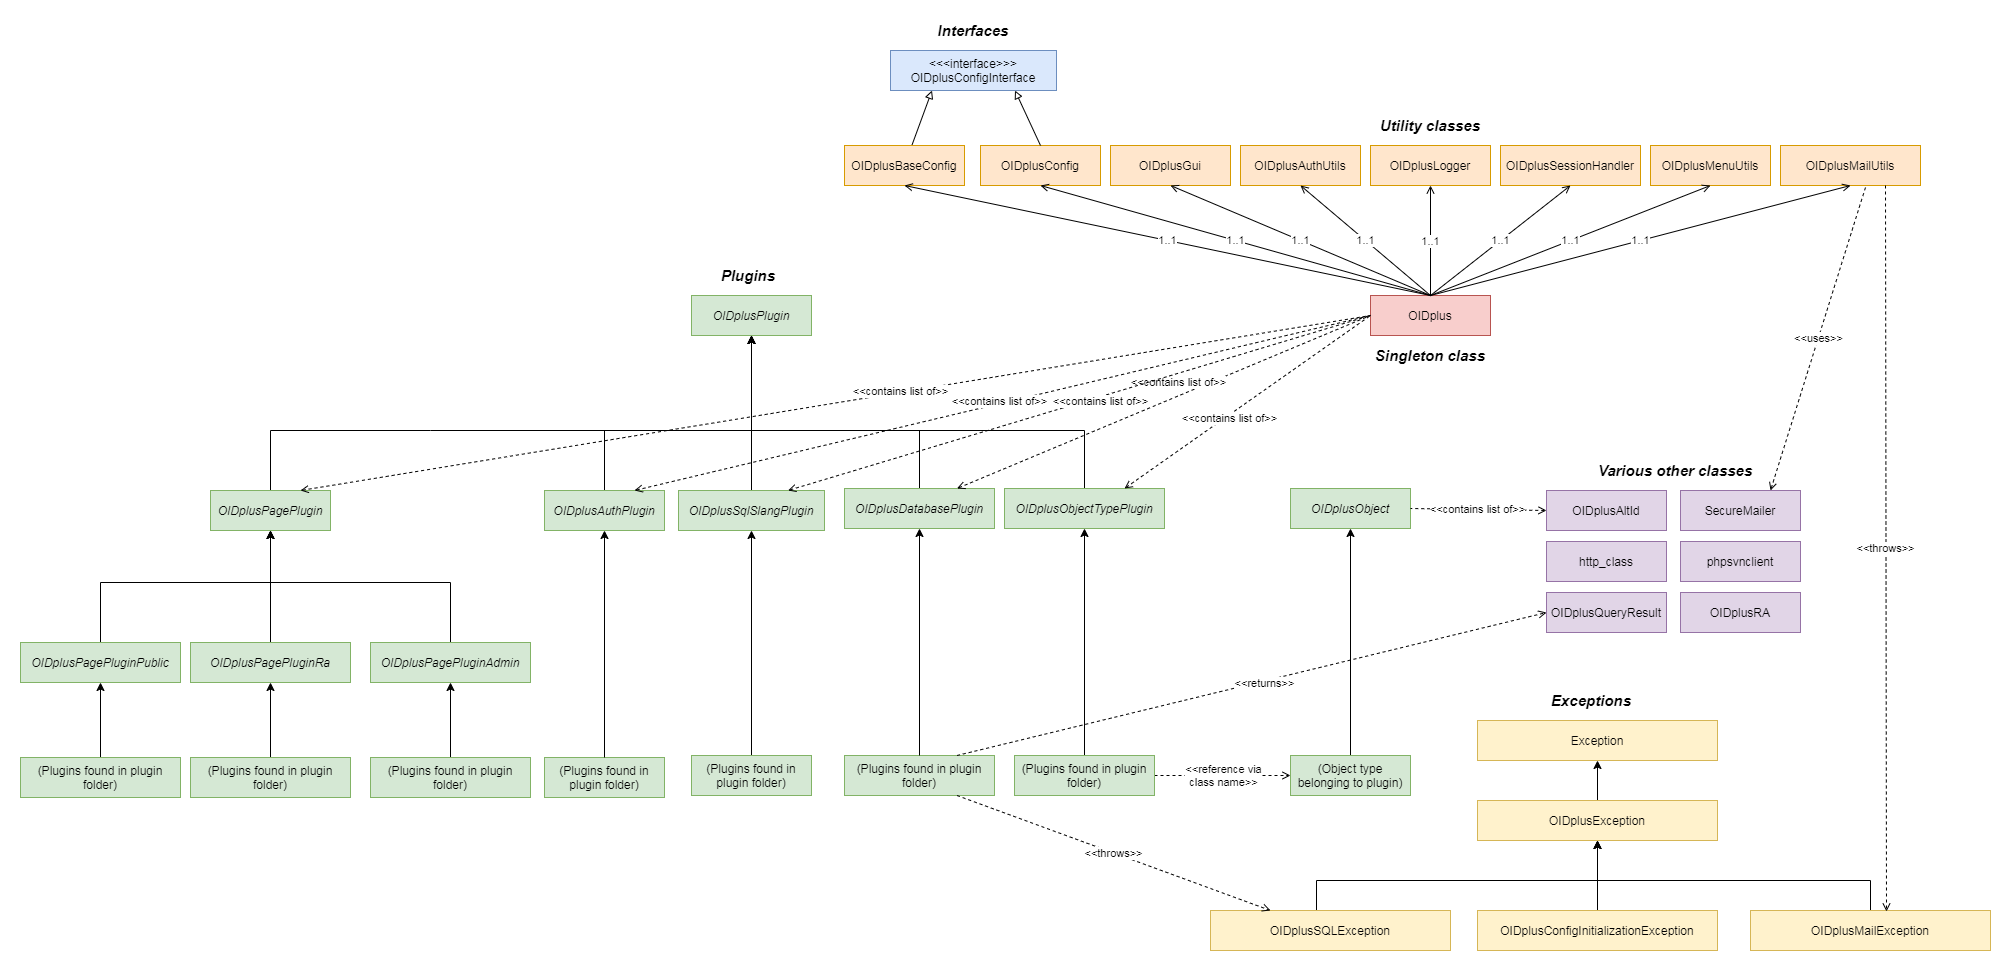 Interfaces
<<<interface>>>
OIDplusConfigInterface
Utility classes
OIDplusBaseConfig
OIDplusConfig
OIDplusGui
OIDplusAuthUtils
OIDplusLogger
OIDplusSessionHandler
OIDplusMenuUtils
OIDplusMailUtils
1..1
1..1
1..1
1..1
1..1
1..1
1..1
1..1
Plugins
OIDplusPlugin
OIDplus
Singleton class
<<uses>>
<<contains list of>>
<<contains list of>>
<<contains list of>>
<<contains list of>>
<<contains list of>>
Various other classes
OIDplusPagePlugin
OIDplusAuthPlugin
OIDplusSqlSlangPlugin
OIDplusDatabasePlugin
OIDplusObjectTypePlugin
OIDplusObject
<<contains list of>>
OIDplusAltId
SecureMailer
http_class
phpsvnclient
<<throws>>
OIDplusQueryResult
OIDplusRA
OIDplusPagePluginPublic
OIDplusPagePluginRa
OIDplusPagePluginAdmin
<<returns>>
Exceptions
Exception
(Plugins found in plugin
folder)
(Plugins found in plugin
folder)
(Plugins found in plugin
folder)
(Plugins found in
plugin folder)
(Plugins found in
plugin folder)
(Plugins found in plugin
folder)
(Plugins found in plugin
folder)
<<reference via
class name>>
(Object type
belonging to plugin)
OIDplusException
<<throws>>
OIDplusSQLException
OIDplusConfigInitializationException
OIDplusMailException